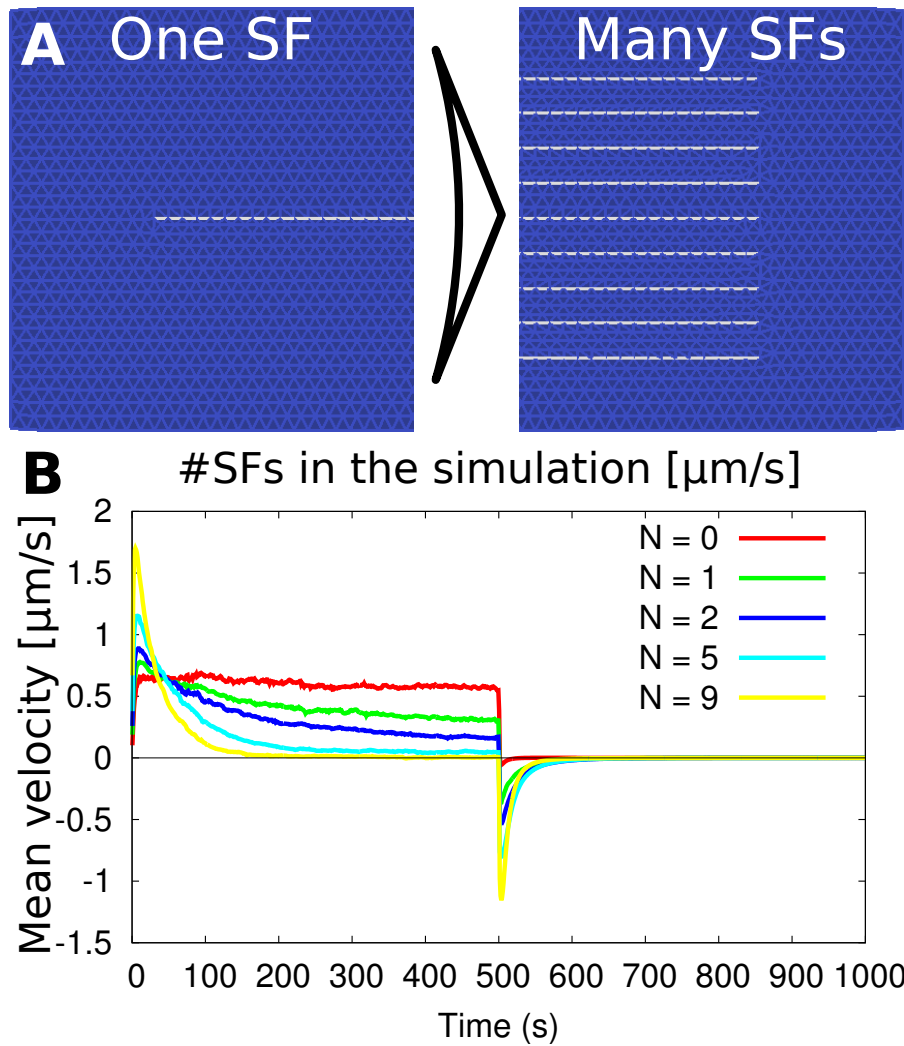 A One SF Many SFs
B #SFs in the simulation [µm/s]
Mean velocity [µm/s]
2
1.5
1
0.5
0
-0.5
-1
-1.5
N = 0
N = 1
N = 2
N = 5
N = 9
0 100 200 300 400 500 600 700 800 900 1000
Time (s)